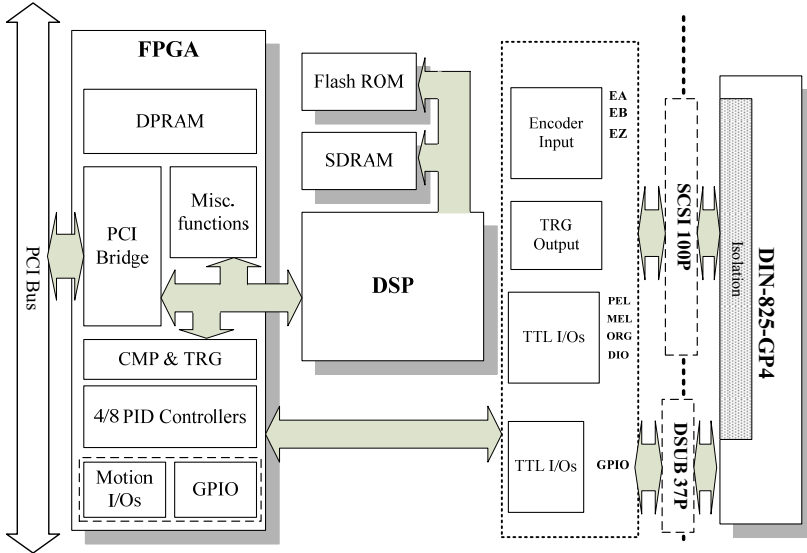 PCI Bus
FPGA
DPRAM
PCI
Bridge
Misc.
functions
CMP & TRG
4/8 PID Controllers
Motion
I/Os
GPIO
Flash ROM
SDRAM
DSP
Encoder
Input
EA
EB
EZ
TRG
Output
TTL I/Os
PEL
MEL
ORG
DIO
TTL I/Os
GPIO
SCSI 100P
DSUB 37P
Isolation
DIN-825-GP4